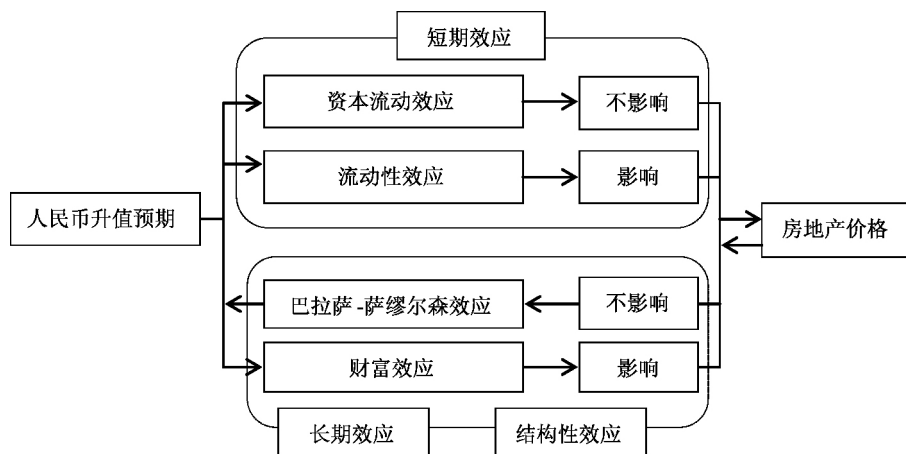 短期效应
资本流动效应
不影响
流动性效应
影响
人民币升值预期
房地产价格
巴拉萨-萨缪尔森效应
不影响
财富效应
影响
长期效应
结构性效应